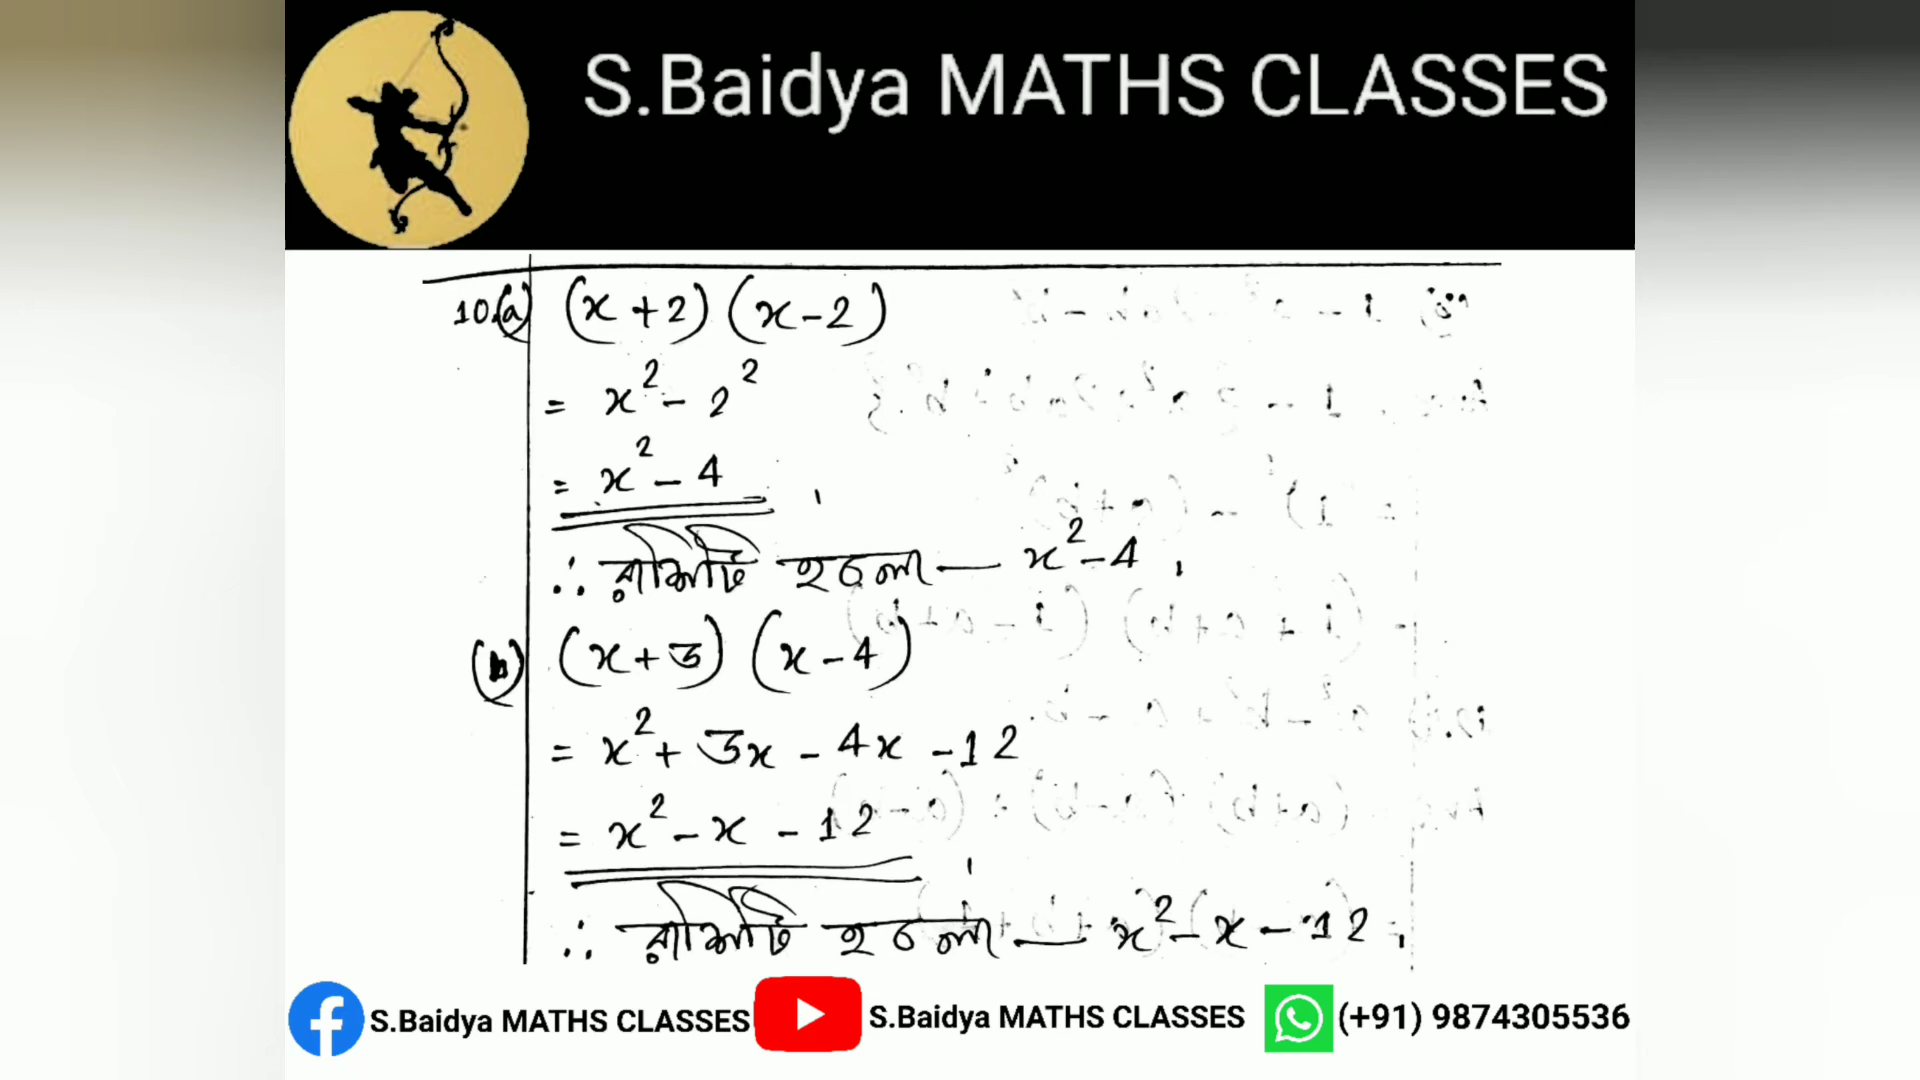 S.Baidya MATHS CLASSES
10.(a) (x+2) (x-2)
= x² - 2²
= x² - 4
∴ রাশিটি হলো — x²-4.
(b) (x+3) (x-4)
= x² + 3x - 4x - 12
= x² - x - 12
∴ রাশিটি হলো — x² - x - 12.
S.Baidya MATHS CLASSES S.Baidya MATHS CLASSES (+91) 9874305536